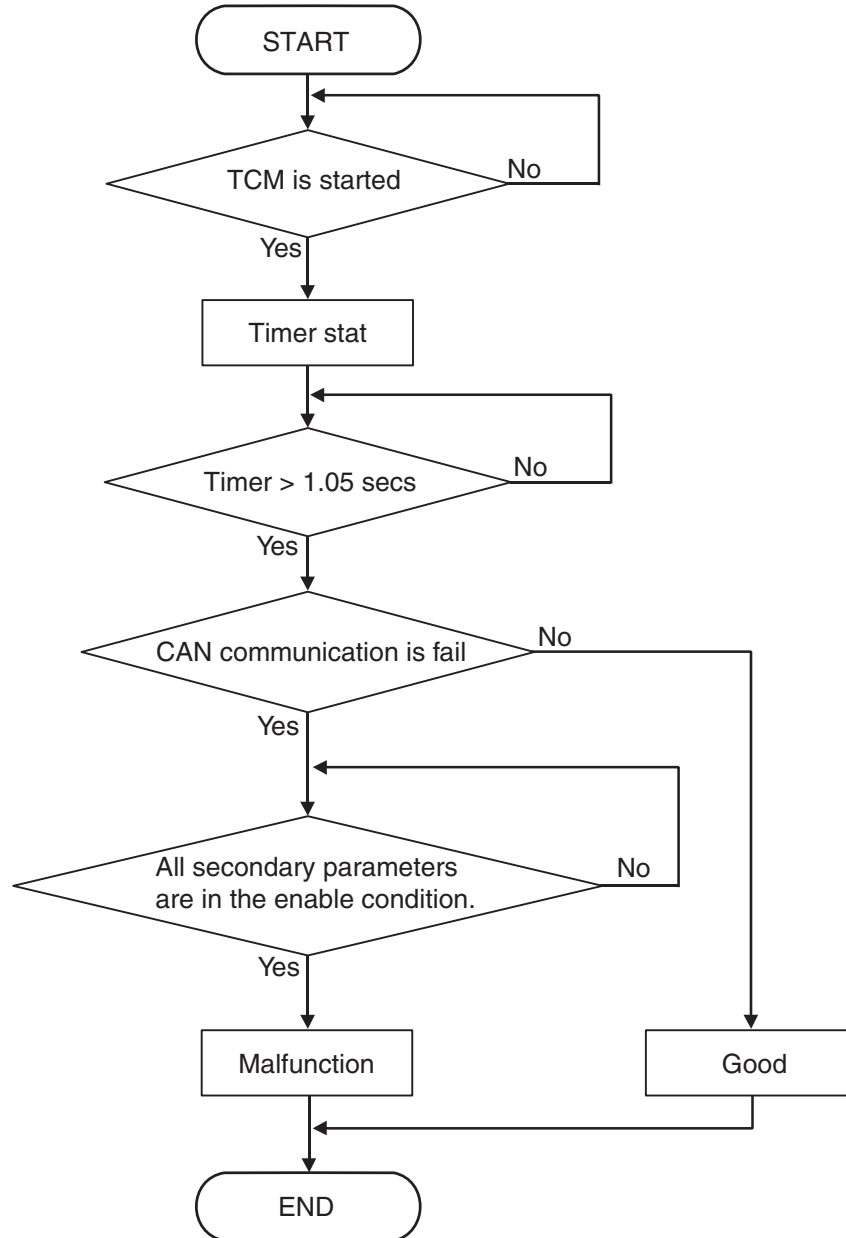 START
TCM is started
No
Yes
Timer stat
Timer > 1.05 secs
No
Yes
CAN communication is fail
No
Yes
All secondary parameters
are in the enable condition.
No
Yes
Malfunction
Good
END